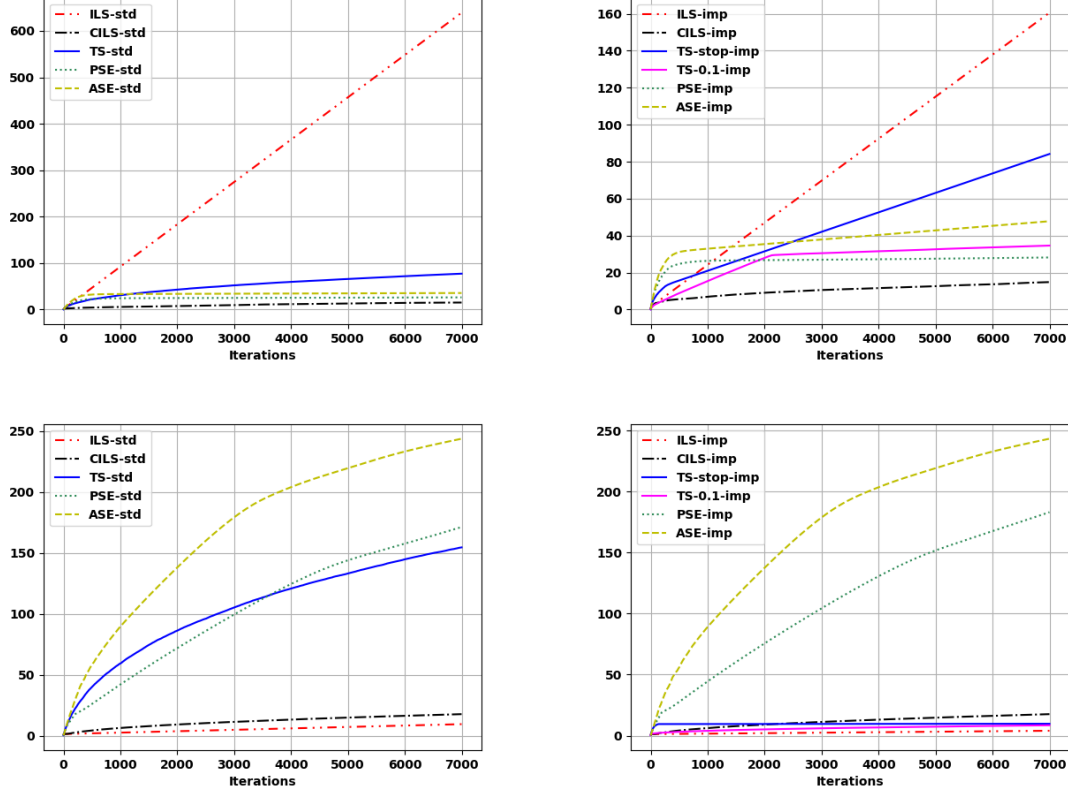 ILS-std
CILS-std
TS-std
PSE-std
ASE-std
600
500
400
300
200
100
0
0 1000 2000 3000 4000 5000 6000 7000
Iterations
ILS-imp
CILS-imp
TS-stop-imp
TS-0.1-imp
PSE-imp
ASE-imp
160
140
120
100
80
60
40
20
0
0 1000 2000 3000 4000 5000 6000 7000
Iterations
ILS-std
CILS-std
TS-std
PSE-std
ASE-std
250
200
150
100
50
0
0 1000 2000 3000 4000 5000 6000 7000
Iterations
ILS-imp
CILS-imp
TS-stop-imp
TS-0.1-imp
PSE-imp
ASE-imp
250
200
150
100
50
0
0 1000 2000 3000 4000 5000 6000 7000
Iterations